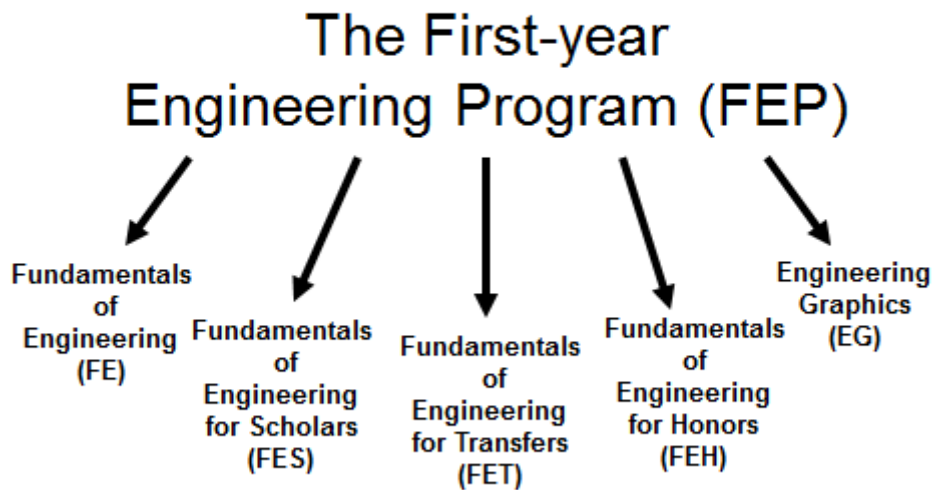 The First-year
Engineering Program (FEP)
Fundamentals
of
Engineering
(FE)
Fundamentals
of
Engineering
for Scholars
(FES)
Fundamentals
of
Engineering
for Transfers
(FET)
Fundamentals
of
Engineering
for Honors
(FEH)
Engineering
Graphics
(EG)